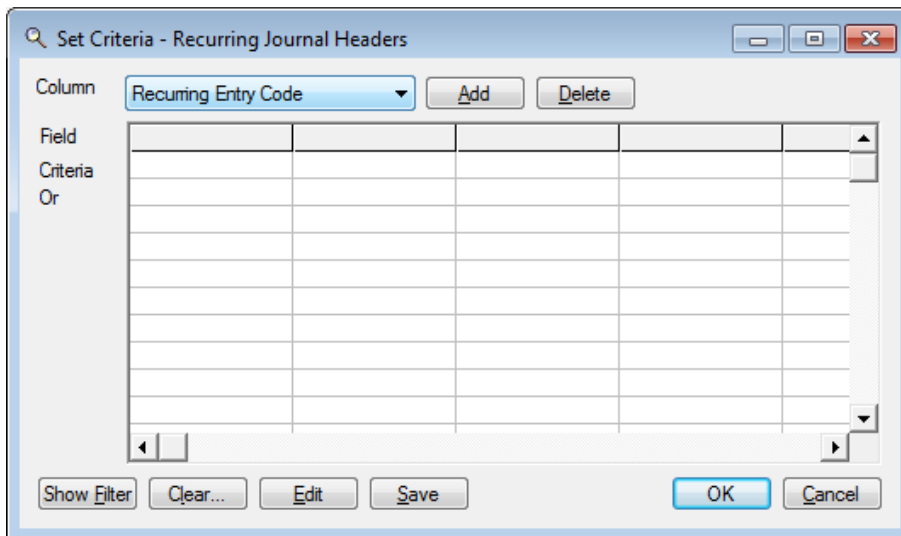 Set Criteria - Recurring Journal Headers
Column Recurring Entry Code Add Delete
Field
Criteria
Or
Show Filter Clear... Edit Save OK Cancel